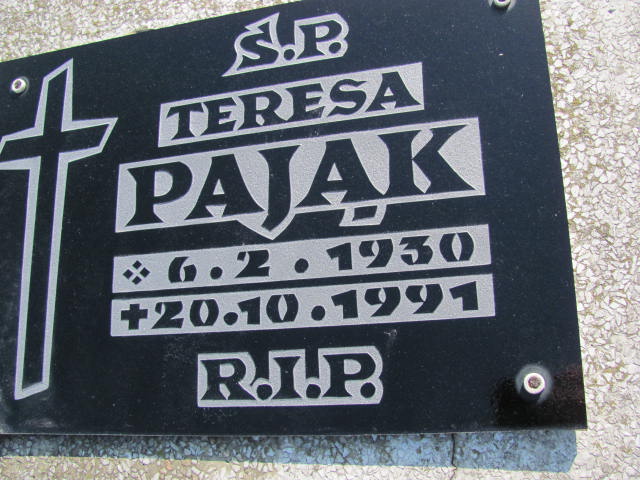 Ś.P.
TERESA
PAJĄK
❖ 6.2.1930
+20.10.1991
R.I.P.